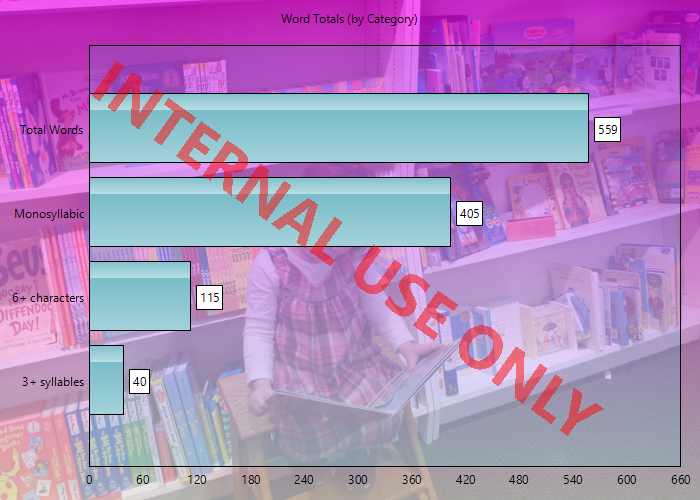 Word Totals (by Category)
Total Words
559
Monosyllabic
405
6+ characters
115
3+ syllables
40
0 60 120 180 240 300 360 420 480 540 600 660
INTERNAL USE ONLY
DAY!